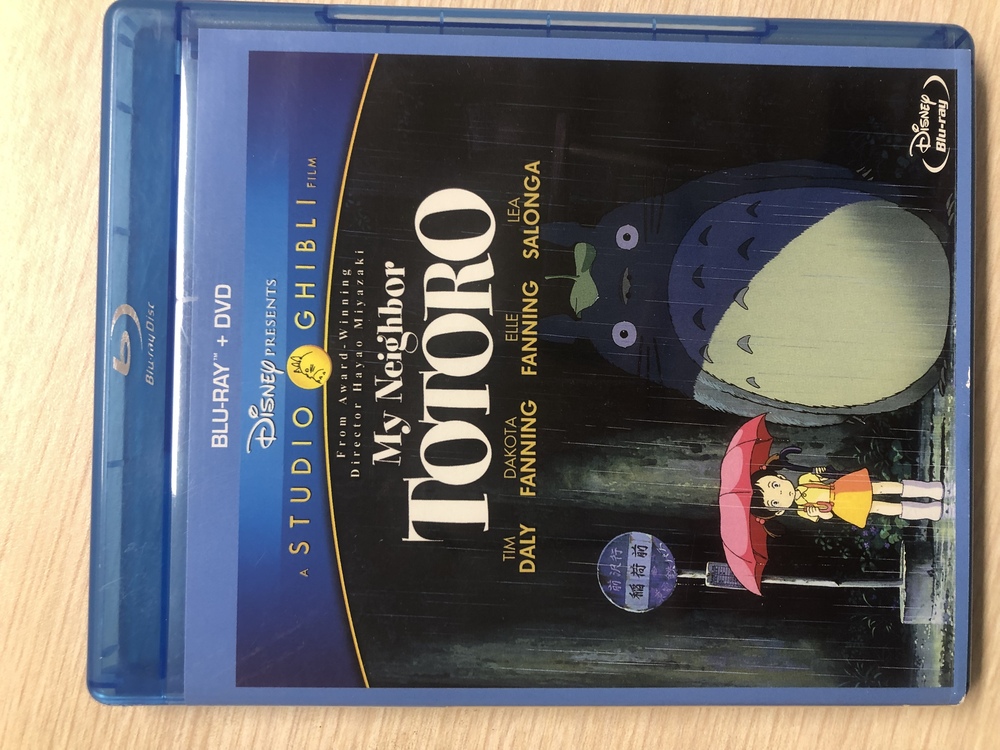 Blu-ray Disc
BLU-RAY™ + DVD
DISNEY PRESENTS
A STUDIO GHIBLI FILM
From Award-Winning
Director Hayao Miyazaki
My Neighbor
TOTORO
TIM DALY
DAKOTA FANNING
ELLE FANNING
LEA SALONGA
前沢行
稲荷前
Disney
Blu-ray